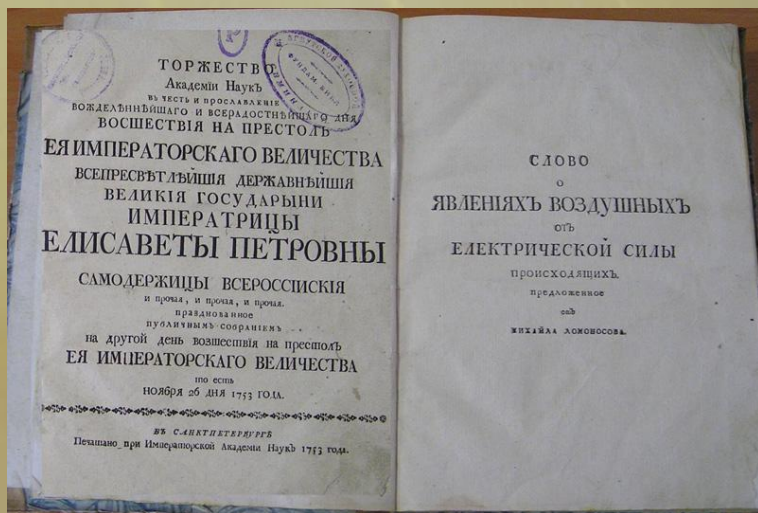 ТОРЖЕСТВО
Академіи Наукъ
въ честь и прославленіе
вожделѣннѣйшаго и всерадостнѣйшаго дня
восшествія на престолъ
ЕЯ ИМПЕРАТОРСКАГО ВЕЛИЧЕСТВА
ВСЕПРЕСВѢТЛѢЙШІЯ ДЕРЖАВНѢЙШІЯ
ВЕЛИКІЯ ГОСУДАРЫНИ
ИМПЕРАТРИЦЫ
ЕЛИСАВЕТЫ ПЕТРОВНЫ
САМОДЕРЖИЦЫ ВСЕРОССІЙСКІЯ
и прочая, и прочая, и прочая.
празднованное
публичнымъ собраніемъ
на другой день возшествія на престолъ
ЕЯ ИМПЕРАТОРСКАГО ВЕЛИЧЕСТВА
то есть
НОЯБРЯ 26 ДНЯ 1753 ГОДА.
ВЪ САНКТПЕТЕРБУРГѢ
Печатано при Императорской Академіи Наукъ 1753 года.
СЛОВО
о
ЯВЛЕНІЯХЪ ВОЗДУШНЫХЪ
отъ
ЕЛЕКТРИЧЕСКОЙ СИЛЫ
ПРОИСХОДЯЩИХЪ.
предложенное
отъ
МИХАЙЛА ЛОМОНОСОВА.